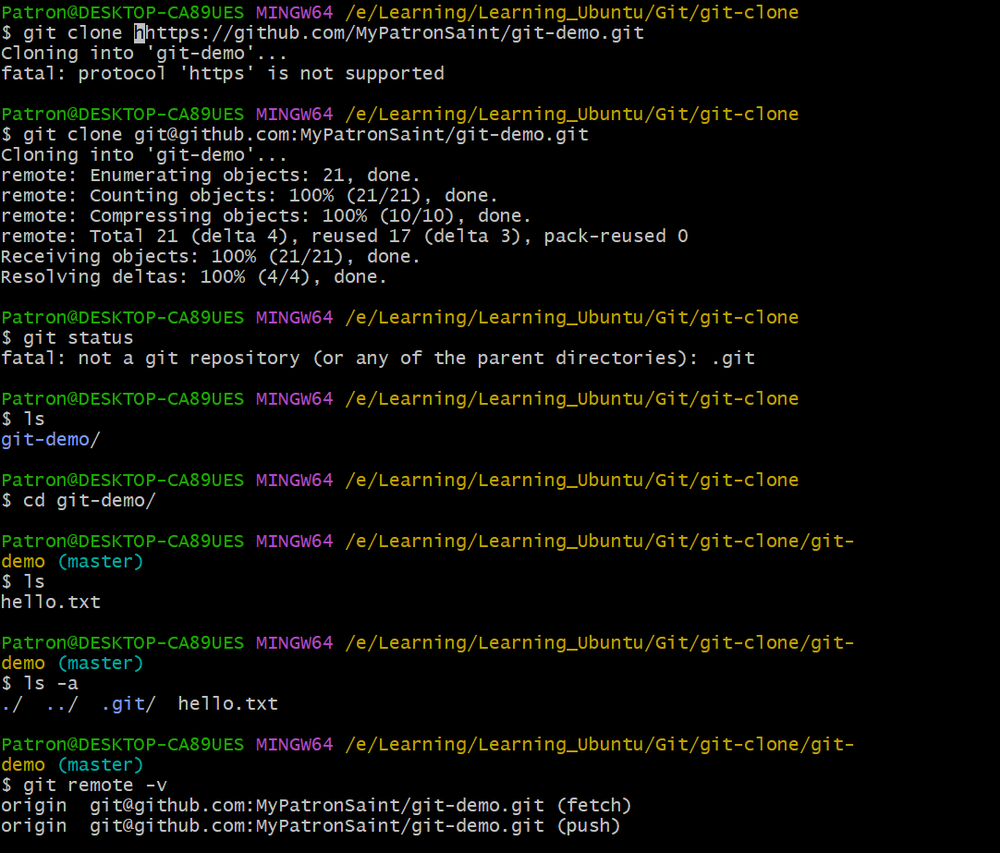 Patron@DESKTOP-CA89UES MINGW64 /e/Learning/Learning_Ubuntu/Git/git-clone
$ git clone hhttps://github.com/MyPatronSaint/git-demo.git
Cloning into 'git-demo'...
fatal: protocol 'https' is not supported

Patron@DESKTOP-CA89UES MINGW64 /e/Learning/Learning_Ubuntu/Git/git-clone
$ git clone git@github.com:MyPatronSaint/git-demo.git
Cloning into 'git-demo'...
remote: Enumerating objects: 21, done.
remote: Counting objects: 100% (21/21), done.
remote: Compressing objects: 100% (10/10), done.
remote: Total 21 (delta 4), reused 17 (delta 3), pack-reused 0
Receiving objects: 100% (21/21), done.
Resolving deltas: 100% (4/4), done.

Patron@DESKTOP-CA89UES MINGW64 /e/Learning/Learning_Ubuntu/Git/git-clone
$ git status
fatal: not a git repository (or any of the parent directories): .git

Patron@DESKTOP-CA89UES MINGW64 /e/Learning/Learning_Ubuntu/Git/git-clone
$ ls
git-demo/

Patron@DESKTOP-CA89UES MINGW64 /e/Learning/Learning_Ubuntu/Git/git-clone
$ cd git-demo/

Patron@DESKTOP-CA89UES MINGW64 /e/Learning/Learning_Ubuntu/Git/git-clone/git-
demo (master)
$ ls
hello.txt

Patron@DESKTOP-CA89UES MINGW64 /e/Learning/Learning_Ubuntu/Git/git-clone/git-
demo (master)
$ ls -a
./  ../  .git/  hello.txt

Patron@DESKTOP-CA89UES MINGW64 /e/Learning/Learning_Ubuntu/Git/git-clone/git-
demo (master)
$ git remote -v
origin  git@github.com:MyPatronSaint/git-demo.git (fetch)
origin  git@github.com:MyPatronSaint/git-demo.git (push)